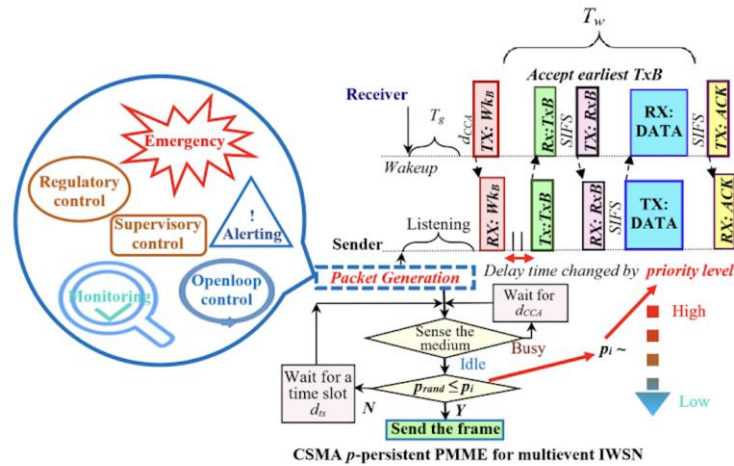 T_w
Accept earliest TxB
Receiver
T_g
d_CCA
TX: Wk_B
Rx:TxB
SIFS
TX: RxB
RX:
DATA
SIFS
TX: ACK
Wakeup
Emergency
Regulatory
control
Supervisory
control
!
Alerting
Monitoring
Openloop
control
Sender
Listening
RX: Wk_B
Tx:TxB
RX: RxB
SIFS
TX:
DATA
RX: ACK
Packet Generation
Delay time changed by priority level
Wait for
d_CCA
Sense the
medium
Busy
Idle
High
p_i ~
Low
Wait for a
time slot
d_ts
N
p_rand ≤ p_i
Y
Send the frame
CSMA p-persistent PMME for multievent IWSN